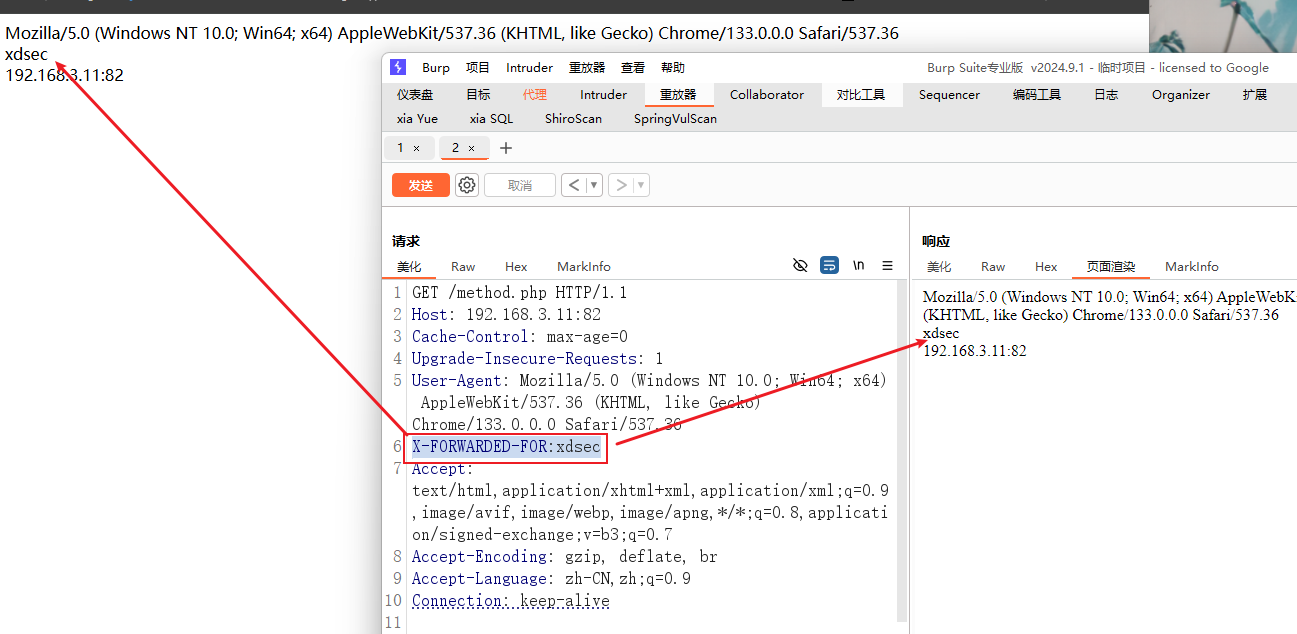 Mozilla/5.0 (Windows NT 10.0; Win64; x64) AppleWebKit/537.36 (KHTML, like Gecko) Chrome/133.0.0.0 Safari/537.36
xdsec
192.168.3.11:82
Burp 项目 Intruder 重放器 查看 帮助 Burp Suite专业版 v2024.9.1 - 临时项目 - licensed to Google
仪表盘 目标 代理 Intruder 重放器 Collaborator 对比工具 Sequencer 编码工具 日志 Organizer 扩展
xia Yue xia SQL ShiroScan SpringVulScan
1 × 2 × +
发送 取消 < ▾ > ▾
请求
美化 Raw Hex MarkInfo \n
1 GET /method.php HTTP/1.1
2 Host: 192.168.3.11:82
3 Cache-Control: max-age=0
4 Upgrade-Insecure-Requests: 1
5 User-Agent: Mozilla/5.0 (Windows NT 10.0; Win64; x64)
AppleWebKit/537.36 (KHTML, like Gecko)
Chrome/133.0.0.0 Safari/537.36
6 X-FORWARDED-FOR:xdsec
7 Accept:
text/html,application/xhtml+xml,application/xml;q=0.9
,image/avif,image/webp,image/apng,*/*;q=0.8,applicati
on/signed-exchange;v=b3;q=0.7
8 Accept-Encoding: gzip, deflate, br
9 Accept-Language: zh-CN,zh;q=0.9
10 Connection: keep-alive
11
响应
美化 Raw Hex 页面渲染 MarkInfo
Mozilla/5.0 (Windows NT 10.0; Win64; x64) AppleWebK
(KHTML, like Gecko) Chrome/133.0.0.0 Safari/537.36
xdsec
192.168.3.11:82